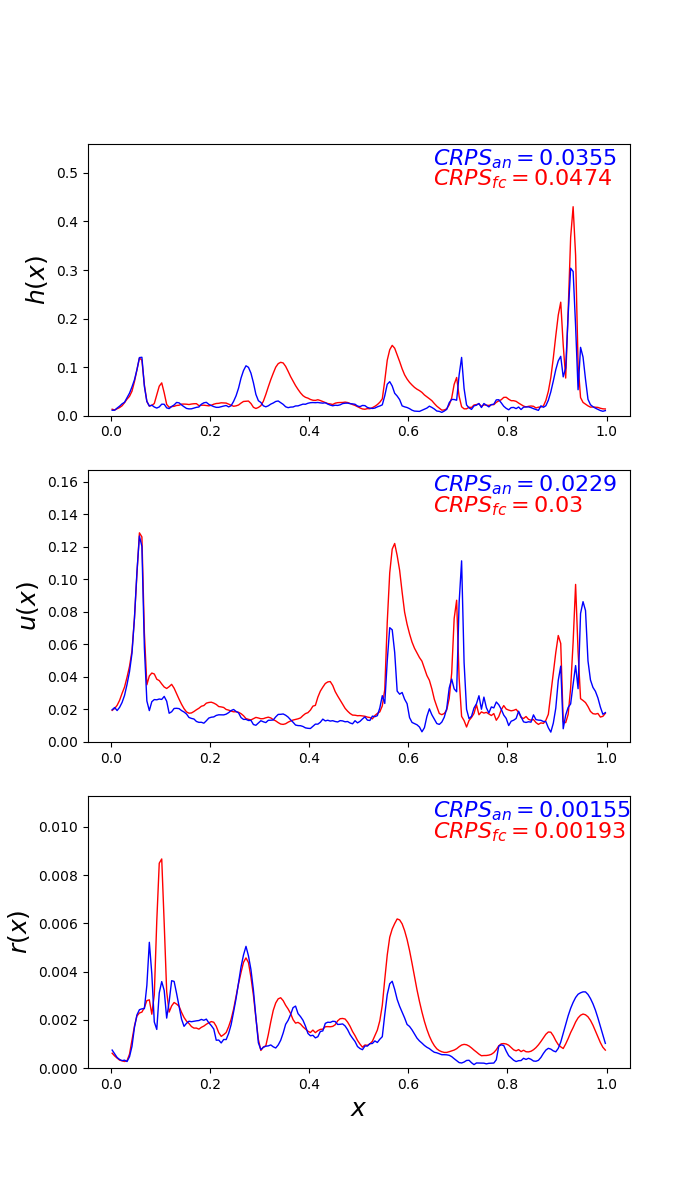 CRPS_an = 0.0355
CRPS_fc = 0.0474
h(x)
0.5
0.4
0.3
0.2
0.1
0.0
0.0 0.2 0.4 0.6 0.8 1.0
CRPS_an = 0.0229
CRPS_fc = 0.03
u(x)
0.16
0.14
0.12
0.10
0.08
0.06
0.04
0.02
0.00
0.0 0.2 0.4 0.6 0.8 1.0
CRPS_an = 0.00155
CRPS_fc = 0.00193
r(x)
0.010
0.008
0.006
0.004
0.002
0.000
0.0 0.2 0.4 0.6 0.8 1.0
x